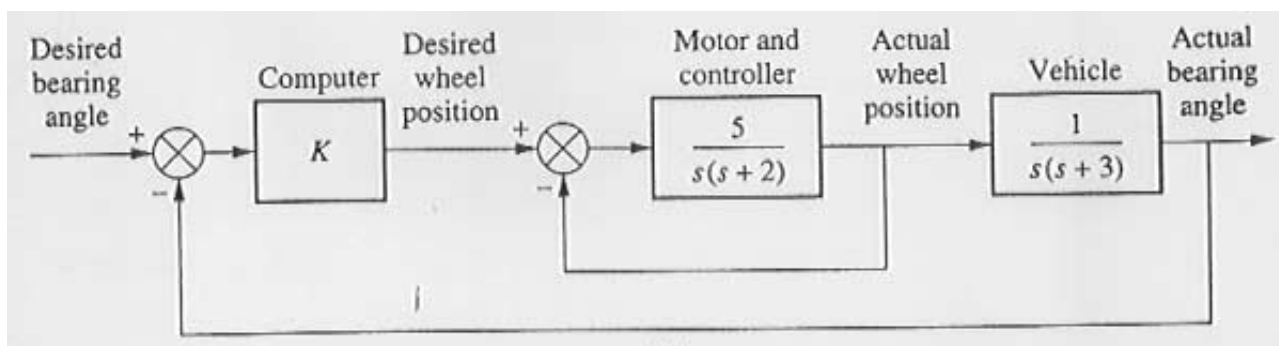 Desired
bearing
angle
+
−
Computer
K
Desired
wheel
position
+
−
Motor and
controller
5
s(s + 2)
Actual
wheel
position
Vehicle
1
s(s + 3)
Actual
bearing
angle